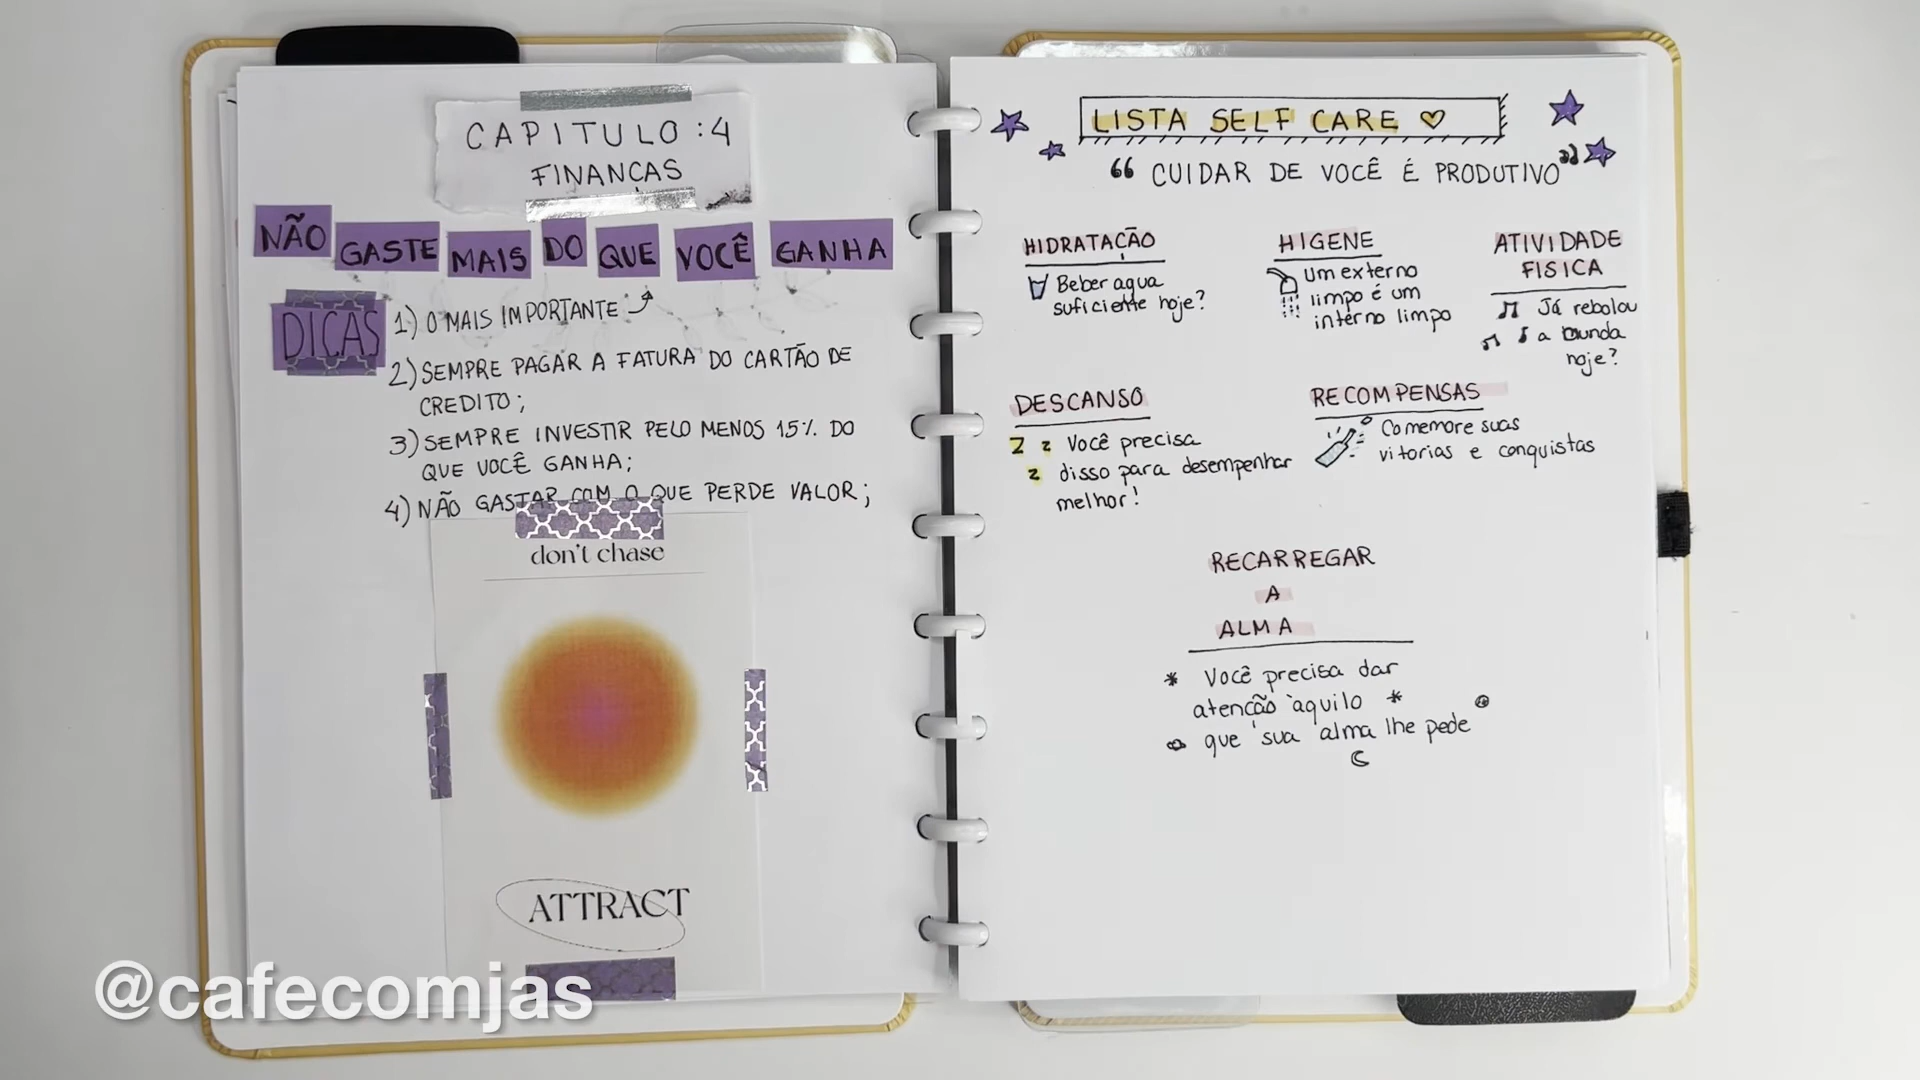 CAPITULO : 4
FINANÇAS
NÃO GASTE MAIS DO QUE VOCÊ GANHA
DICAS
1) O MAIS IMPORTANTE
2) SEMPRE PAGAR A FATURA DO CARTÃO DE
CREDITO;
3) SEMPRE INVESTIR PELO MENOS 15% DO
QUE VOCÊ GANHA;
4) NÃO GASTAR COM O QUE PERDE VALOR;
don't chase
ATTRACT
LISTA SELF CARE
"CUIDAR DE VOCÊ É PRODUTIVO"
HIDRATAÇÃO
Beber agua
suficiente hoje?
HIGENE
Um externo
limpo é um
interno limpo
ATIVIDADE
FISICA
Já rebolou
a bunda
hoje?
DESCANSO
Z z Você precisa
z disso para desempenhar
melhor!
RECOMPENSAS
Comemore suas
vitorias e conquistas
RECARREGAR
A
ALMA
* Você precisa dar
atenção àquilo *
que sua alma lhe pede
@cafecomjas